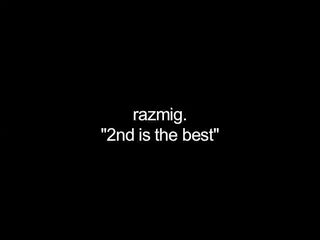 razmig.
"2nd is the best"